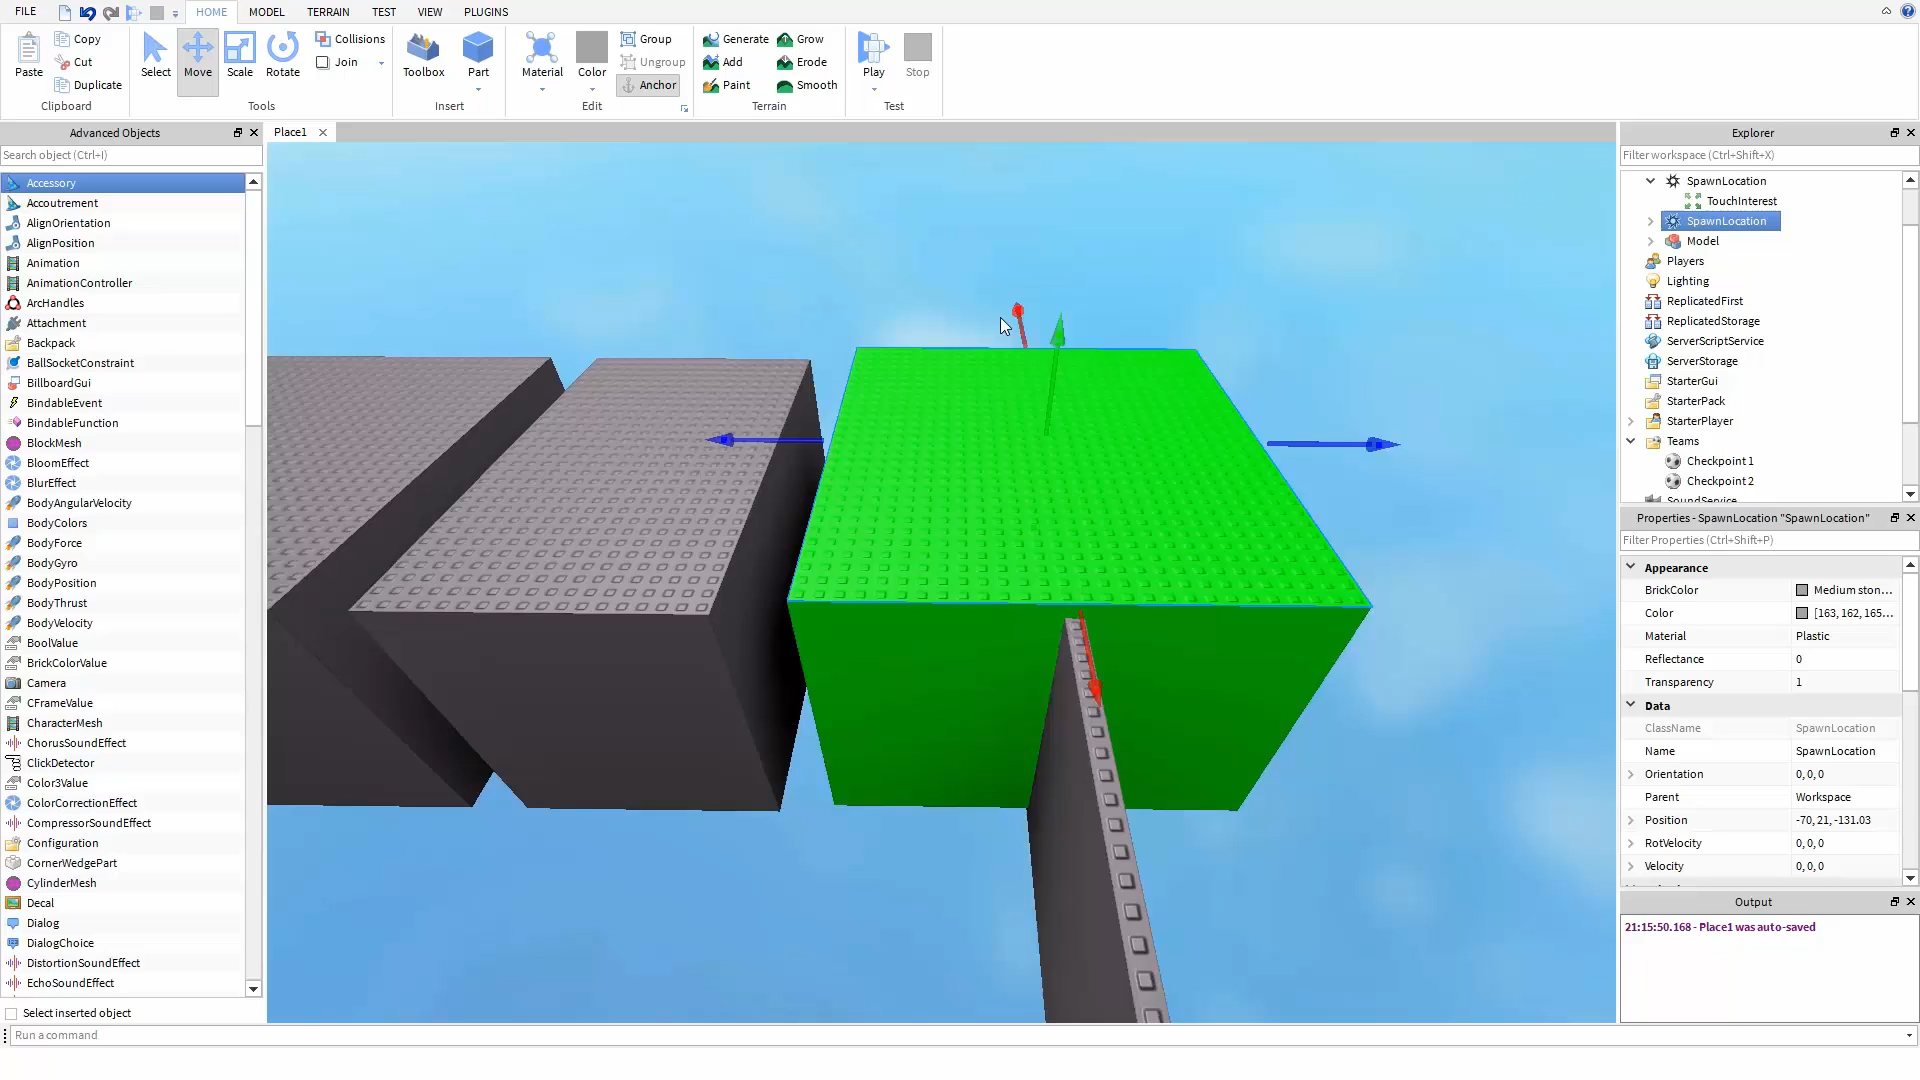 FILE HOME MODEL TERRAIN TEST VIEW PLUGINS
Copy Collisions Group Generate Grow
Cut Join Ungroup Add Erode
Paste Duplicate Select Move Scale Rotate Toolbox Part Material Color Anchor Paint Smooth Play Stop
Clipboard Tools Insert Edit Terrain Test
Advanced Objects
Search object (Ctrl+I)
Accessory
Accoutrement
AlignOrientation
AlignPosition
Animation
AnimationController
ArcHandles
Attachment
Backpack
BallSocketConstraint
BillboardGui
BindableEvent
BindableFunction
BlockMesh
BloomEffect
BlurEffect
BodyAngularVelocity
BodyColors
BodyForce
BodyGyro
BodyPosition
BodyThrust
BodyVelocity
BoolValue
BrickColorValue
Camera
CFrameValue
CharacterMesh
ChorusSoundEffect
ClickDetector
Color3Value
ColorCorrectionEffect
CompressorSoundEffect
Configuration
CornerWedgePart
CylinderMesh
Decal
Dialog
DialogChoice
DistortionSoundEffect
EchoSoundEffect
Select inserted object
Run a command
Place1
Explorer
Filter workspace (Ctrl+Shift+X)
SpawnLocation
TouchInterest
SpawnLocation
Model
Players
Lighting
ReplicatedFirst
ReplicatedStorage
ServerScriptService
ServerStorage
StarterGui
StarterPack
StarterPlayer
Teams
Checkpoint 1
Checkpoint 2
SoundService
Properties - SpawnLocation "SpawnLocation"
Filter Properties (Ctrl+Shift+P)
Appearance
BrickColor Medium ston...
Color [163, 162, 165...
Material Plastic
Reflectance 0
Transparency 1
Data
ClassName SpawnLocation
Name SpawnLocation
Orientation 0, 0, 0
Parent Workspace
Position -70, 21, -131.03
RotVelocity 0, 0, 0
Velocity 0, 0, 0
Output
21:15:50.168 - Place1 was auto-saved